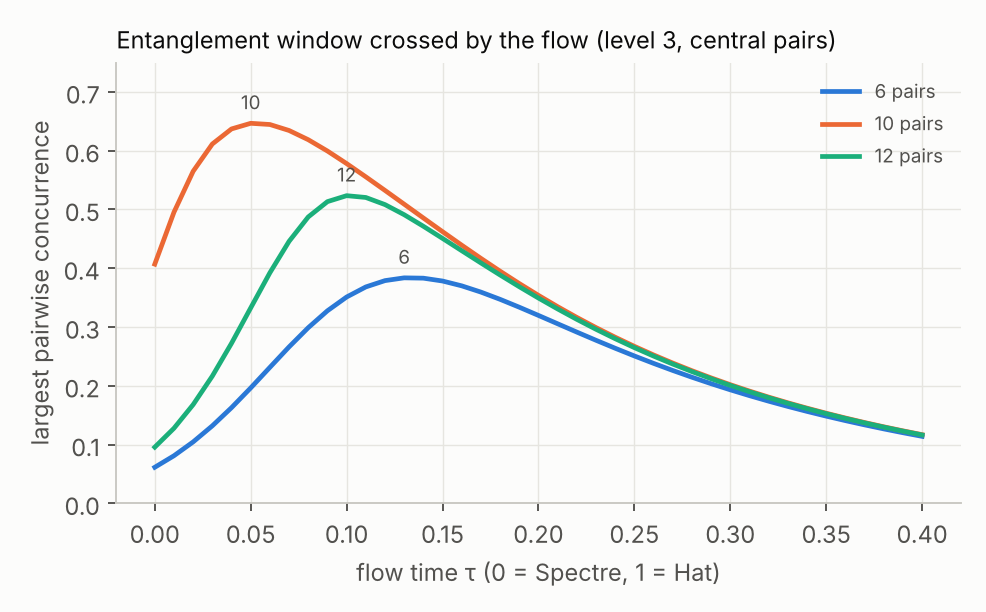 Entanglement window crossed by the flow (level 3, central pairs)
largest pairwise concurrence
0.7
0.6
0.5
0.4
0.3
0.2
0.1
0.0
10
12
6
6 pairs
10 pairs
12 pairs
0.00 0.05 0.10 0.15 0.20 0.25 0.30 0.35 0.40
flow time τ (0 = Spectre, 1 = Hat)